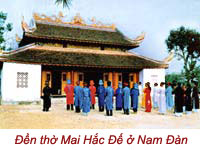 Đền thờ Mai Hắc Đế ở Nam Đàn